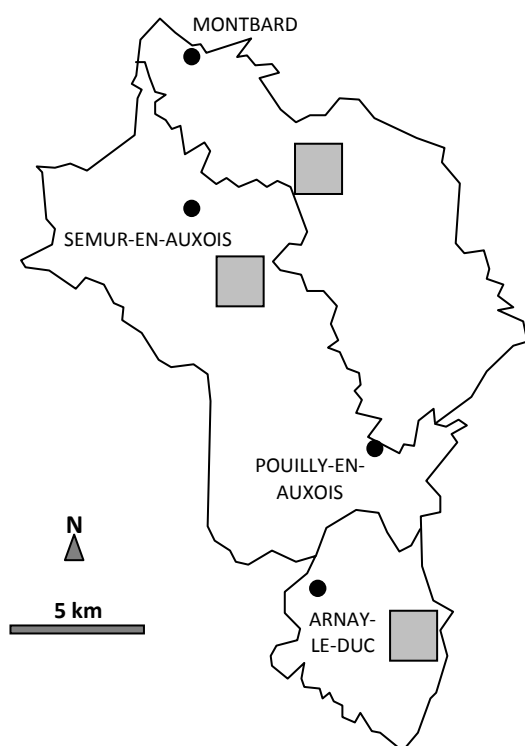 MONTBARD
SEMUR-EN-AUXOIS
POUILLY-EN-
AUXOIS
N
5 km
ARNAY-
LE-DUC